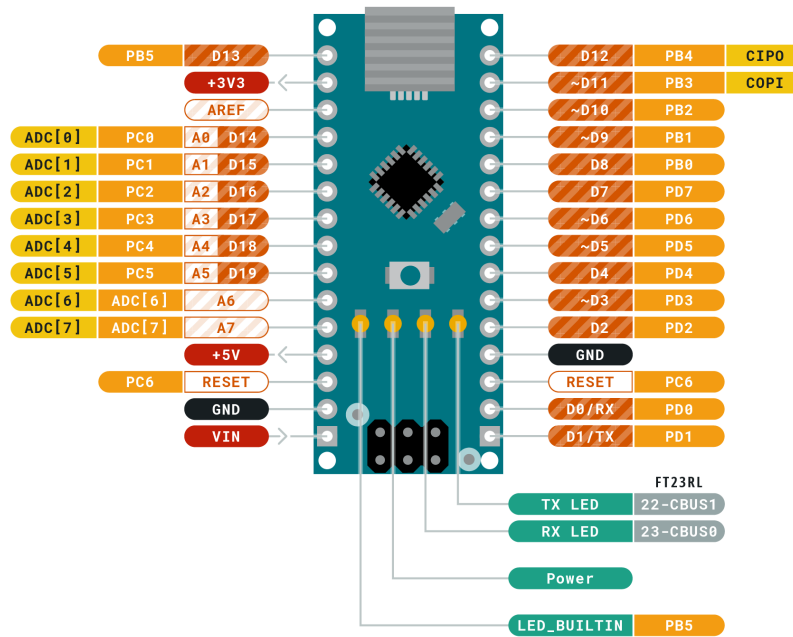 PB5 D13 D12 PB4 CIPO
+3V3 ~D11 PB3 COPI
AREF ~D10 PB2
ADC[0] PC0 A0 D14 ~D9 PB1
ADC[1] PC1 A1 D15 D8 PB0
ADC[2] PC2 A2 D16 D7 PD7
ADC[3] PC3 A3 D17 ~D6 PD6
ADC[4] PC4 A4 D18 ~D5 PD5
ADC[5] PC5 A5 D19 D4 PD4
ADC[6] ADC[6] A6 ~D3 PD3
ADC[7] ADC[7] A7 D2 PD2
+5V GND
PC6 RESET RESET PC6
GND D0/RX PD0
VIN D1/TX PD1
FT23RL
TX LED 22-CBUS1
RX LED 23-CBUS0
Power
LED_BUILTIN PB5